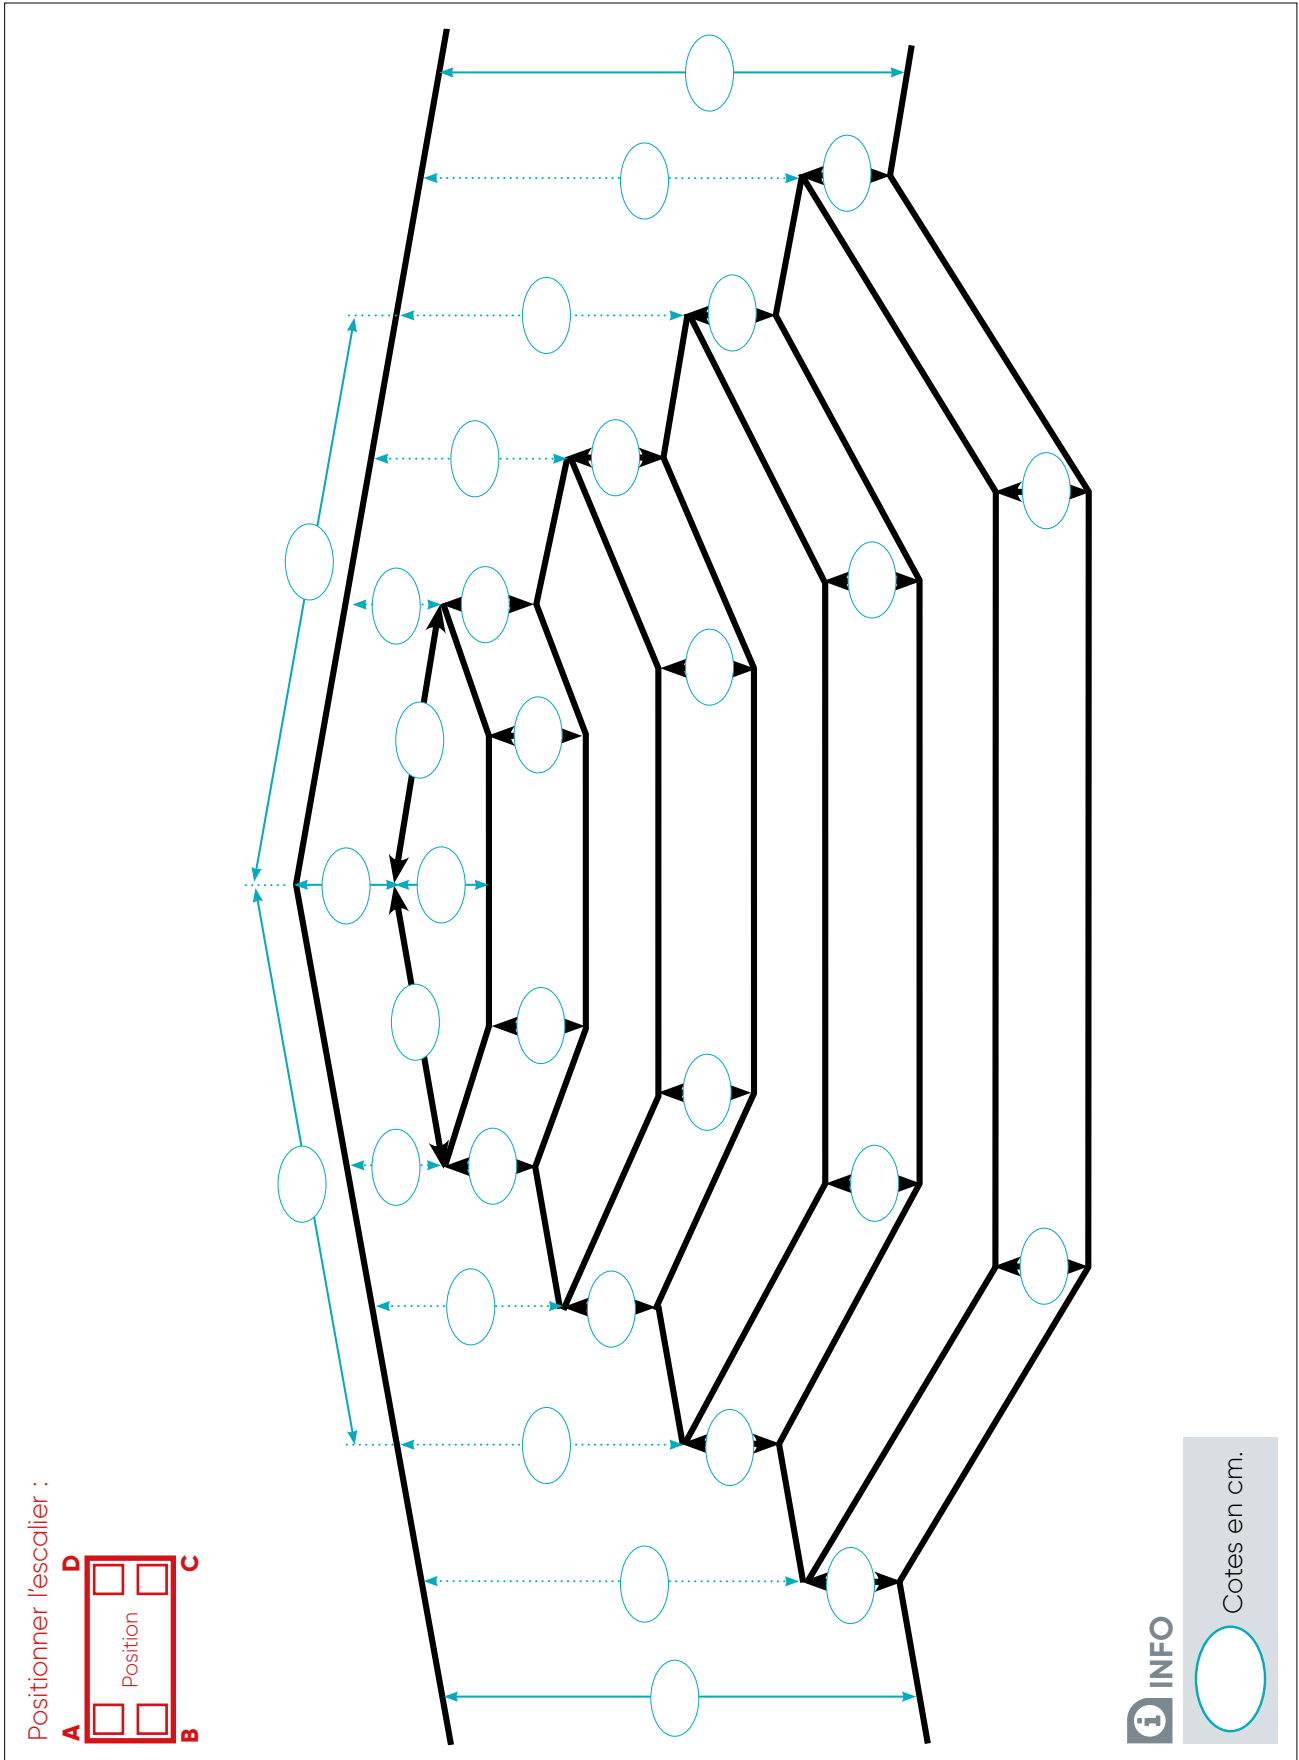 Positionner l'escalier :
A
D
Position
B
C
i INFO
Cotes en cm.